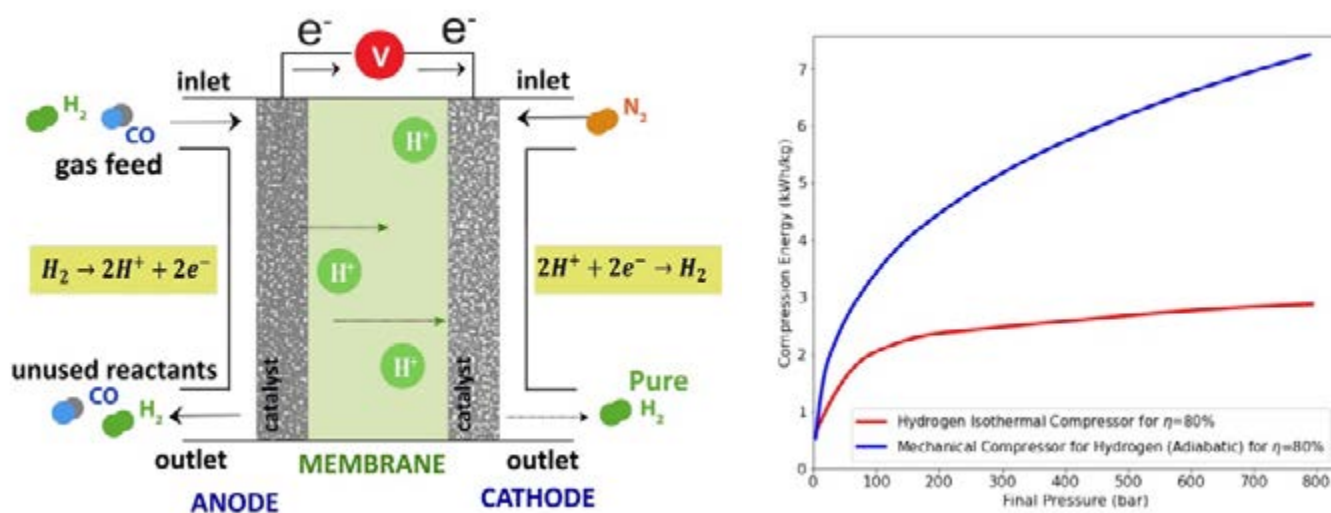 e⁻ e⁻
V
inlet inlet
H₂
CO
N₂
gas feed
H⁺
H₂ → 2H⁺ + 2e⁻
H⁺
2H⁺ + 2e⁻ → H₂
H⁺
unused reactants
CO
H₂
catalyst
catalyst
Pure
H₂
outlet MEMBRANE outlet
ANODE CATHODE
Compression Energy (kWh/kg)
7
6
5
4
3
2
1
0
Hydrogen Isothermal Compressor for η=80%
Mechanical Compressor for Hydrogen (Adiabatic) for η=80%
0 100 200 300 400 500 600 700 800
Final Pressure (bar)